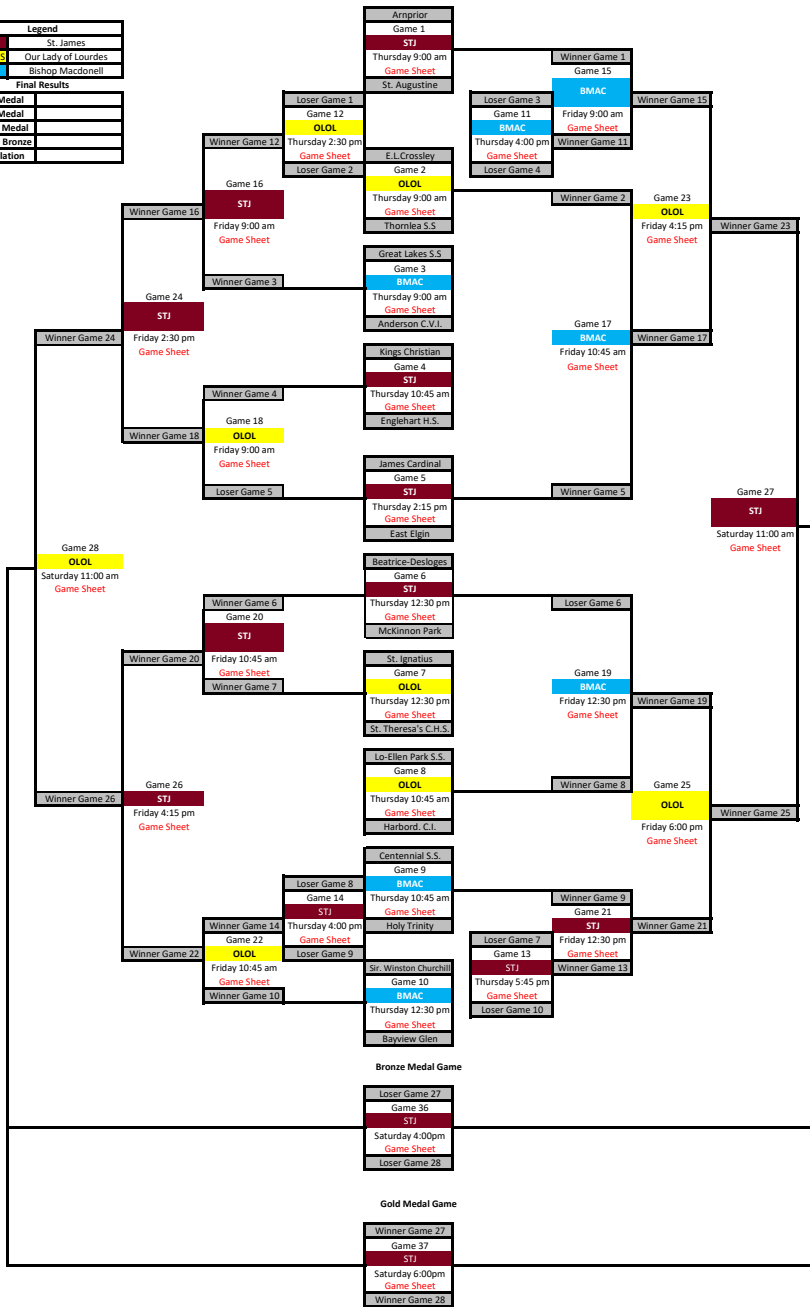 Legend
St. James
S Our Lady of Lourdes
Bishop Macdonell
Final Results
Medal
Medal
Medal
Bronze
lation
Arnprior
Game 1
STJ
Thursday 9:00 am
Game Sheet
St. Augustine
Winner Game 1
Game 15
BMAC
Friday 9:00 am
Game Sheet
Winner Game 11
Winner Game 15
Loser Game 3
Game 11
BMAC
Thursday 4:00 pm
Game Sheet
Loser Game 4
Loser Game 1
Game 12
OLOL
Thursday 2:30 pm
Game Sheet
Loser Game 2
Winner Game 12
Game 16
STJ
Friday 9:00 am
Game Sheet
Winner Game 3
Winner Game 16
E.L.Crossley
Game 2
OLOL
Thursday 9:00 am
Game Sheet
Thornlea S.S
Winner Game 2
Game 23
OLOL
Friday 4:15 pm
Game Sheet
Winner Game 23
Great Lakes S.S
Game 3
BMAC
Thursday 9:00 am
Game Sheet
Anderson C.V.I.
Game 24
STJ
Friday 2:30 pm
Game Sheet
Winner Game 24
Game 17
BMAC
Friday 10:45 am
Game Sheet
Winner Game 17
Kings Christian
Game 4
STJ
Thursday 10:45 am
Game Sheet
Englehart H.S.
Winner Game 4
Game 18
OLOL
Friday 9:00 am
Game Sheet
Loser Game 5
Winner Game 18
James Cardinal
Game 5
STJ
Thursday 2:15 pm
Game Sheet
East Elgin
Winner Game 5
Game 27
STJ
Saturday 11:00 am
Game Sheet
Game 28
OLOL
Saturday 11:00 am
Game Sheet
Beatrice-Desloges
Game 6
STJ
Thursday 12:30 pm
Game Sheet
McKinnon Park
Loser Game 6
Winner Game 6
Game 20
STJ
Friday 10:45 am
Game Sheet
Winner Game 7
Winner Game 20
St. Ignatius
Game 7
OLOL
Thursday 12:30 pm
Game Sheet
St. Theresa's C.H.S.
Game 19
BMAC
Friday 12:30 pm
Game Sheet
Winner Game 19
Lo-Ellen Park S.S.
Game 8
OLOL
Thursday 10:45 am
Game Sheet
Harbord. C.I.
Winner Game 8
Game 25
OLOL
Friday 6:00 pm
Game Sheet
Winner Game 25
Game 26
STJ
Friday 4:15 pm
Game Sheet
Winner Game 26
Centennial S.S.
Game 9
BMAC
Thursday 10:45 am
Game Sheet
Holy Trinity
Loser Game 8
Game 14
STJ
Thursday 4:00 pm
Game Sheet
Loser Game 9
Winner Game 9
Game 21
STJ
Friday 12:30 pm
Game Sheet
Winner Game 13
Winner Game 21
Winner Game 14
Game 22
OLOL
Friday 10:45 am
Game Sheet
Winner Game 10
Winner Game 22
Loser Game 7
Game 13
STJ
Thursday 5:45 pm
Game Sheet
Loser Game 10
Sir. Winston Churchill
Game 10
BMAC
Thursday 12:30 pm
Game Sheet
Bayview Glen
Bronze Medal Game
Loser Game 27
Game 36
STJ
Saturday 4:00pm
Game Sheet
Loser Game 28
Gold Medal Game
Winner Game 27
Game 37
STJ
Saturday 6:00pm
Game Sheet
Winner Game 28